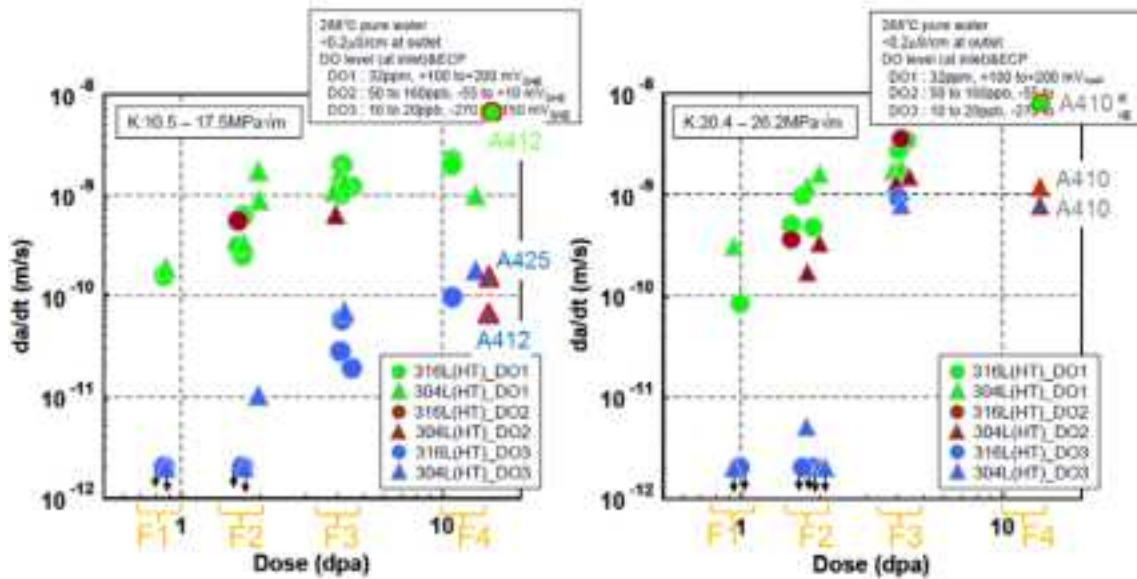 288°C pure water
<0.2μS/cm at outlet
DO level (at inlet)&ECP
DO1 : 32ppm, +100 to+200 mV SHE
DO2 : 50 to 160ppb, -55 to +10 mV SHE
DO3 : 10 to 20ppb, -270
K:10.5 – 17.5MPa√m
A412
A425
A412
316L(HT)_DO1
304L(HT)_DO1
316L(HT)_DO2
304L(HT)_DO2
316L(HT)_DO3
304L(HT)_DO3
da/dt (m/s)
10-8
10-9
10-10
10-11
10-12
1
10
F1
F2
F3
F4
Dose (dpa)
288°C pure water
<0.2μS/cm at outlet
DO level (at inlet)&ECP
DO1 : 32ppm, +100 to+200 mV
DO2 : 50 to 160ppb, -55 to
DO3 : 10 to 20ppb, -270
K:20.4 – 26.2MPa√m
A410
A410
A410
316L(HT)_DO1
304L(HT)_DO1
316L(HT)_DO2
304L(HT)_DO2
316L(HT)_DO3
304L(HT)_DO3
da/dt (m/s)
10-8
10-9
10-10
10-11
10-12
1
10
F1
F2
F3
F4
Dose (dpa)